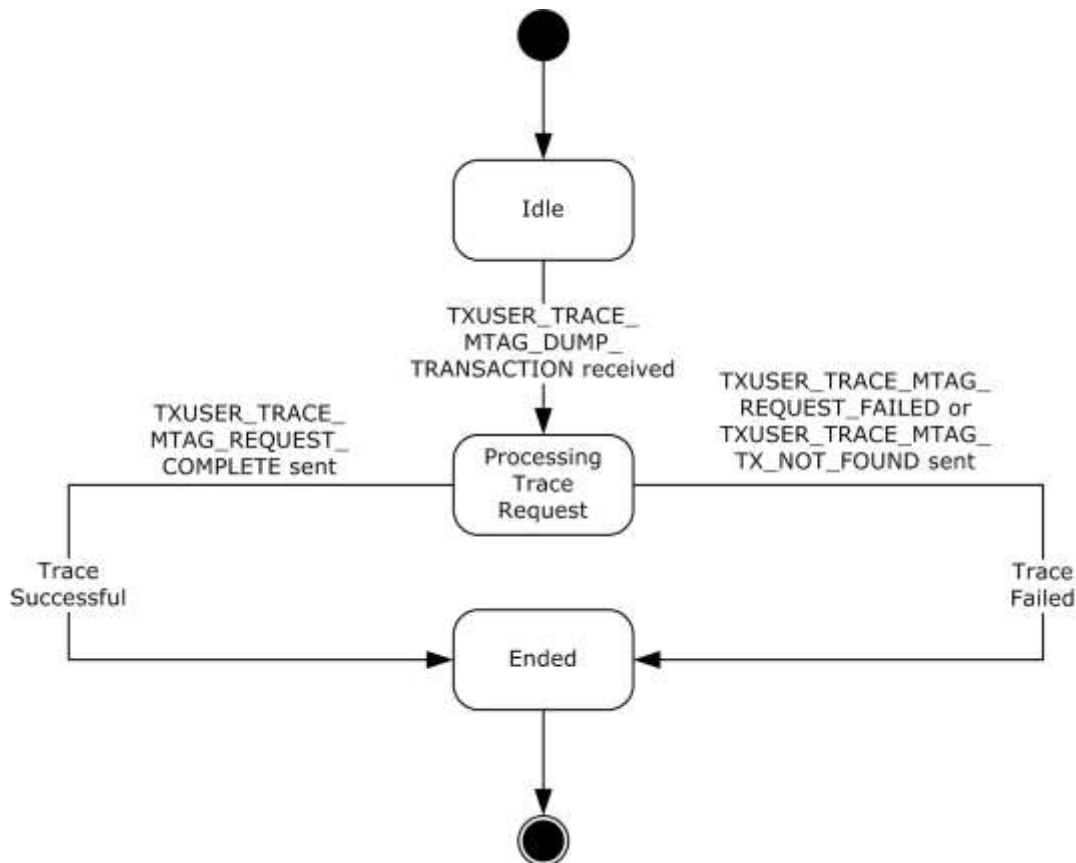 Idle
TXUSER_TRACE_
MTAG_DUMP_
TRANSACTION received
TXUSER_TRACE_
MTAG_REQUEST_
COMPLETE sent
TXUSER_TRACE_MTAG_
REQUEST_FAILED or
TXUSER_TRACE_MTAG_
TX_NOT_FOUND sent
Processing
Trace
Request
Trace
Successful
Trace
Failed
Ended